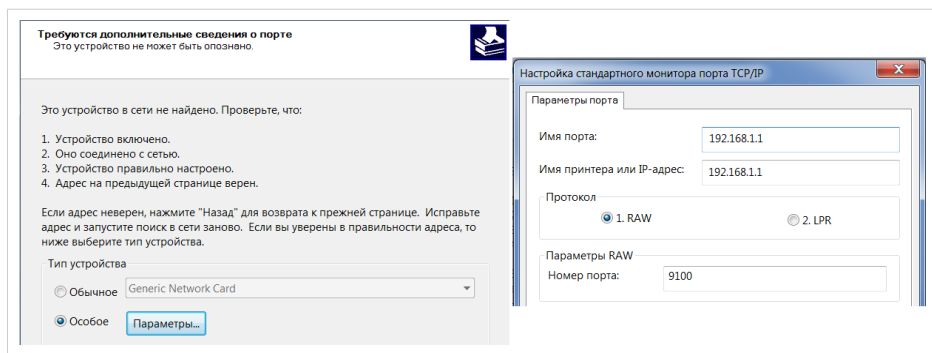 Требуются дополнительные сведения о порте
Это устройство не может быть опознано.
Это устройство в сети не найдено. Проверьте, что:
1. Устройство включено.
2. Оно соединено с сетью.
3. Устройство правильно настроено.
4. Адрес на предыдущей странице верен.
Если адрес неверен, нажмите "Назад" для возврата к прежней странице. Исправьте
адрес и запустите поиск в сети заново. Если вы уверены в правильности адреса, то
ниже выберите тип устройства.
Тип устройства
Обычное Generic Network Card
Особое Параметры...
Настройка стандартного монитора порта TCP/IP
Параметры порта
Имя порта: 192.168.1.1
Имя принтера или IP-адрес: 192.168.1.1
Протокол
1. RAW 2. LPR
Параметры RAW
Номер порта: 9100